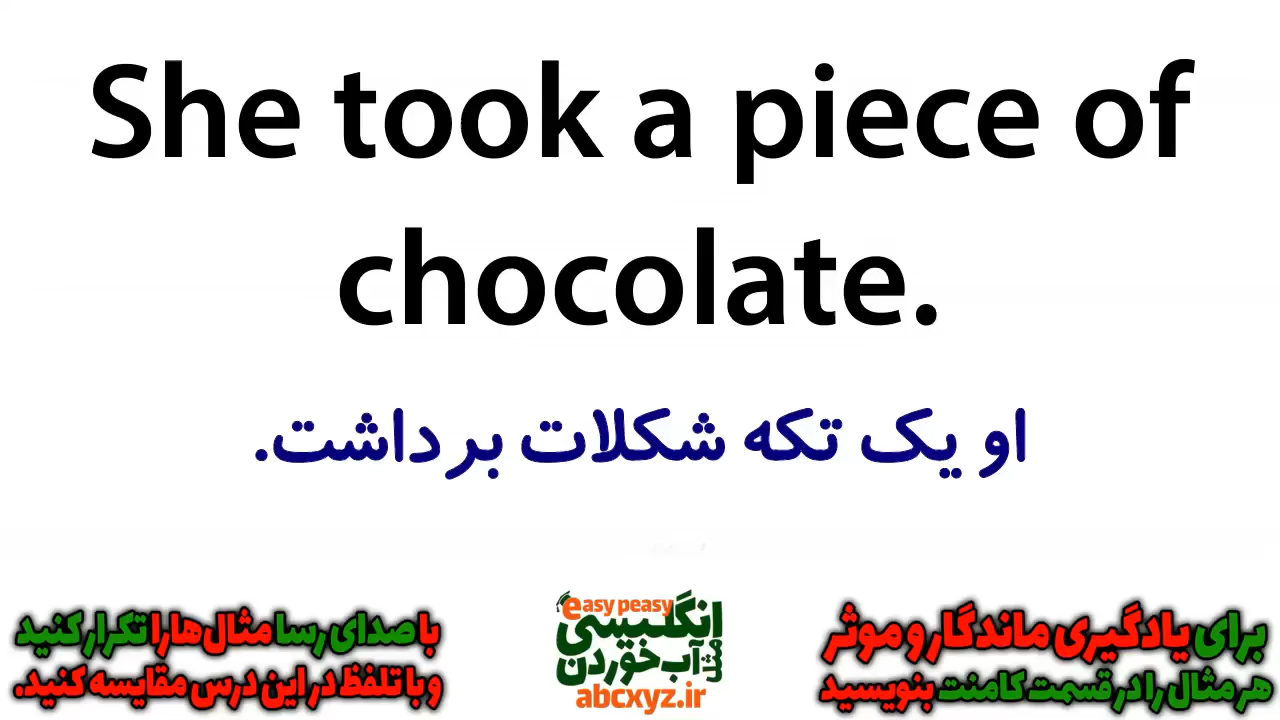 She took a piece of
chocolate.
او یک تکه شکلات برداشت.
برای یادگیری ماندگار و موثر
هر مثال را در قسمت کامنت بنویسید
easy peasy
انگلیسی
مثل آب خوردن
abcxyz.ir
با صدای رسا مثال‌ها را تکرار کنید
و با تلفظ در این درس مقایسه کنید.